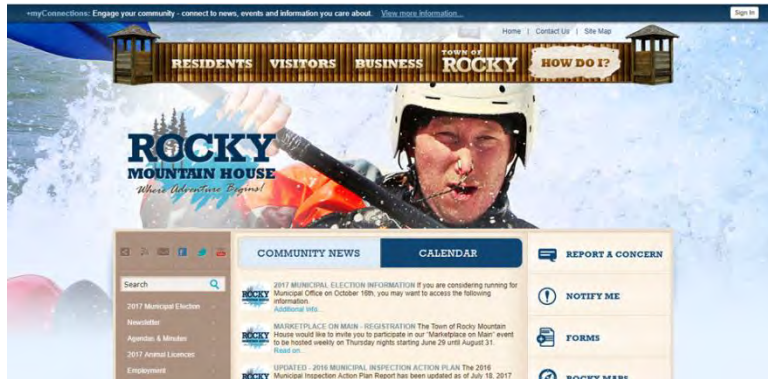 +myConnections: Engage your community - connect to news, events and information you care about. View more information...
Sign In
Home | Contact Us | Site Map
RESIDENTS VISITORS BUSINESS TOWN OF ROCKY HOW DO I?
ROCKY
MOUNTAIN HOUSE
Where Adventure Begins!
Search
2017 Municipal Election
Newsletter
Agendas & Minutes
2017 Animal Licences
Employment
COMMUNITY NEWS CALENDAR
ROCKY
2017 MUNICIPAL ELECTION INFORMATION If you are considering running for
Municipal Office on October 16th, you may want to access the following
information.
Additional info...
ROCKY
MARKETPLACE ON MAIN - REGISTRATION The Town of Rocky Mountain
House would like to invite you to participate in our "Marketplace on Main" event
to be hosted weekly on Thursday nights starting June 29 until August 31.
Read on...
ROCKY
UPDATED - 2016 MUNICIPAL INSPECTION ACTION PLAN The 2016
Municipal Inspection Action Plan Report has been updated as of July 18, 2017
REPORT A CONCERN
NOTIFY ME
FORMS
ROCKY MAPS